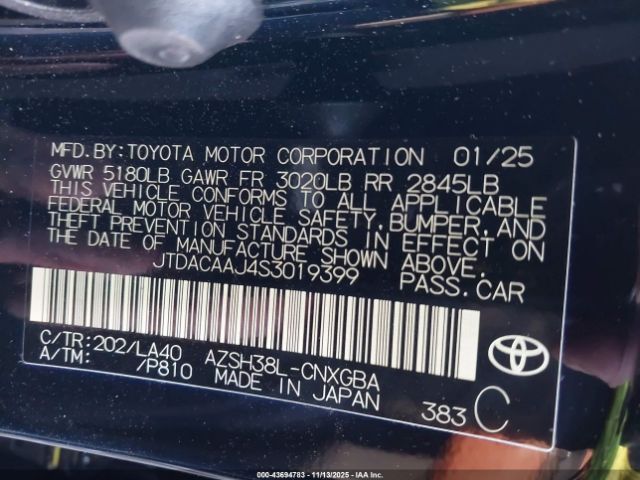 MFD.BY:TOYOTA MOTOR CORPORATION 01/25
GVWR 5180LB GAWR FR 3020LB RR 2845LB
THIS VEHICLE CONFORMS TO ALL APPLICABLE
FEDERAL MOTOR VEHICLE SAFETY, BUMPER, AND
THEFT PREVENTION STANDARDS IN EFFECT ON
THE DATE OF MANUFACTURE SHOWN ABOVE.
JTDACAAJ4S3019399 PASS.CAR
C/TR:202/LA40 AZSH38L-CNXGBA
A/TM: /P810 MADE IN JAPAN
383 C
TOYOTA
000-43694783 | 11/13/2025 - IAA Inc.